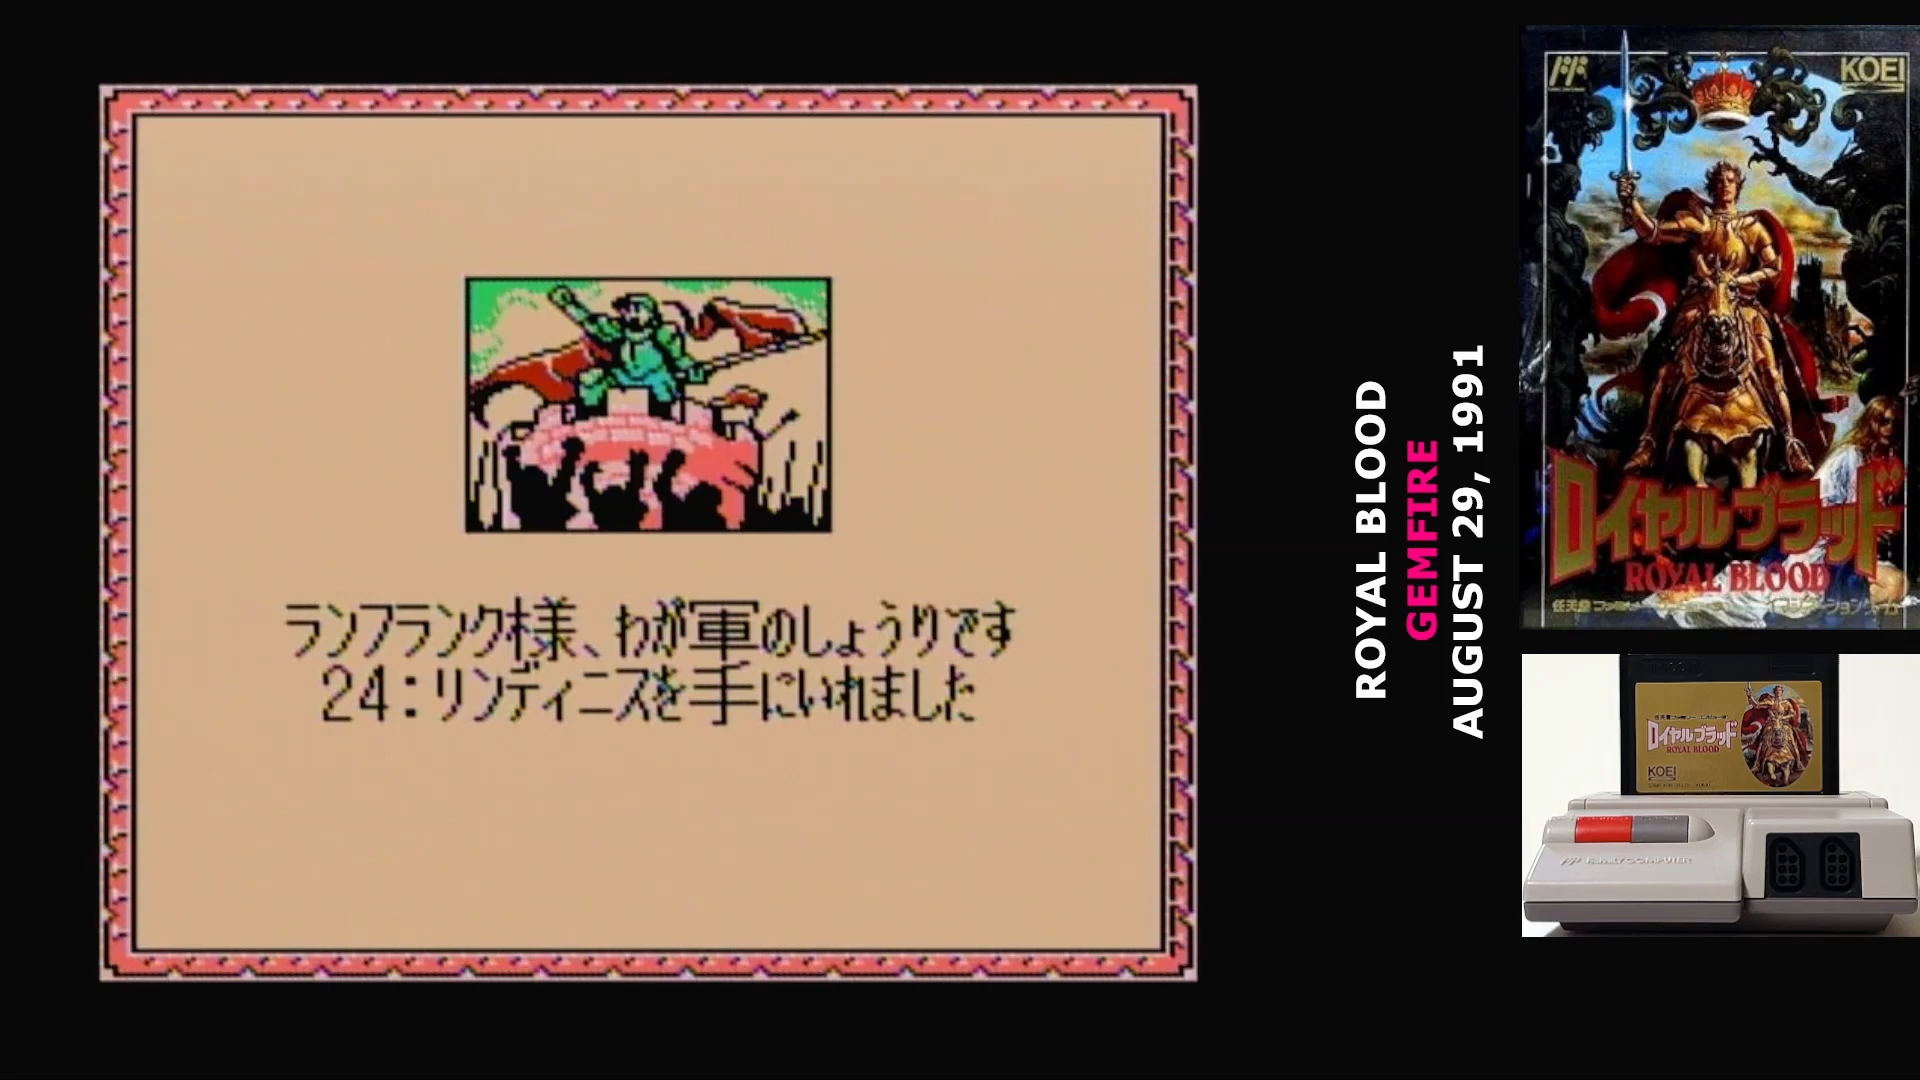 ランフランク様、わが軍のしょうりです
24:リンディニスを手にいれました
ROYAL BLOOD
GEMFIRE
AUGUST 29, 1991
KOEI
ロイヤルブラッド
ROYAL BLOOD
ロイヤルブラッド
ROYAL BLOOD
KOEI
FAMILY COMPUTER